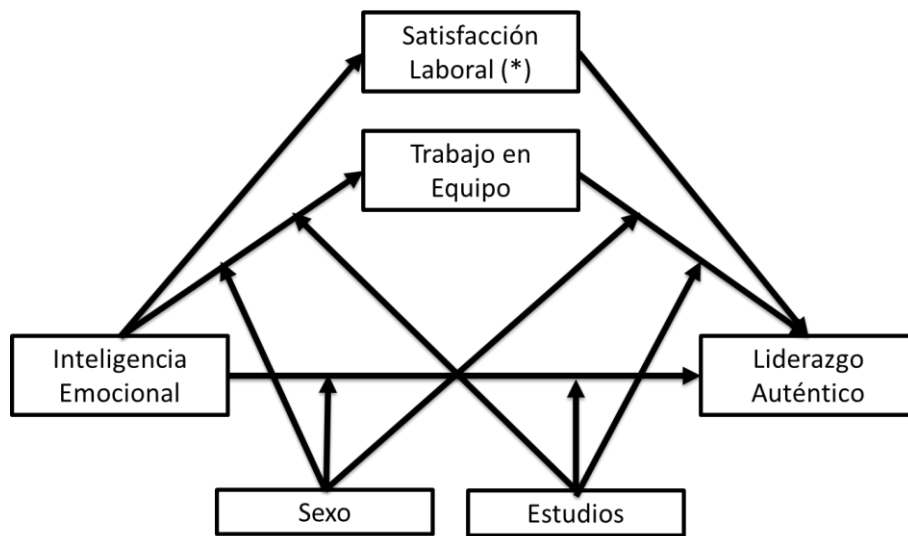 Satisfacción
Laboral (*)
Trabajo en
Equipo
Inteligencia
Emocional
Liderazgo
Auténtico
Sexo
Estudios